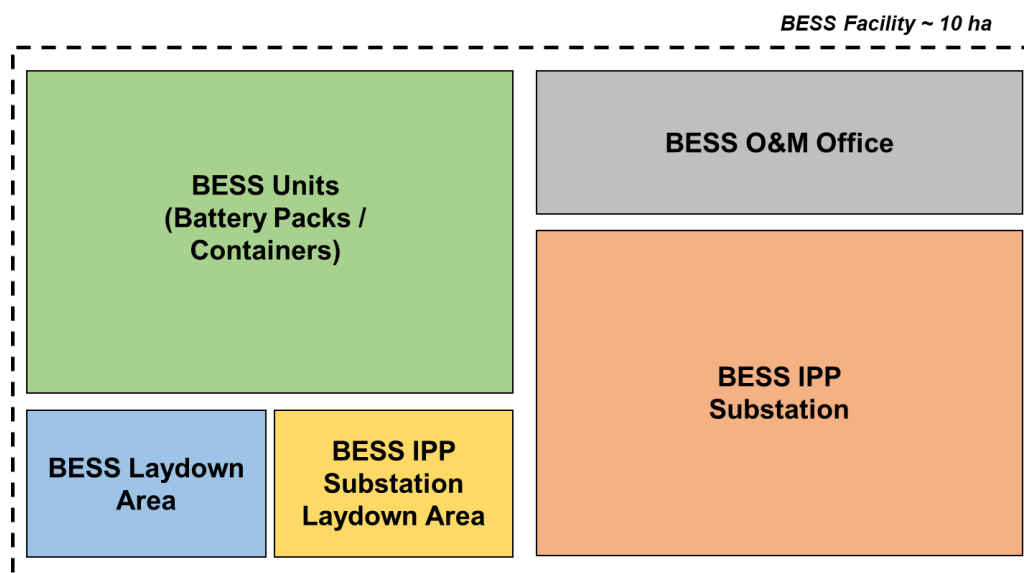 BESS Facility ~ 10 ha
BESS Units
(Battery Packs /
Containers)
BESS O&M Office
BESS IPP
Substation
BESS Laydown
Area
BESS IPP
Substation
Laydown Area